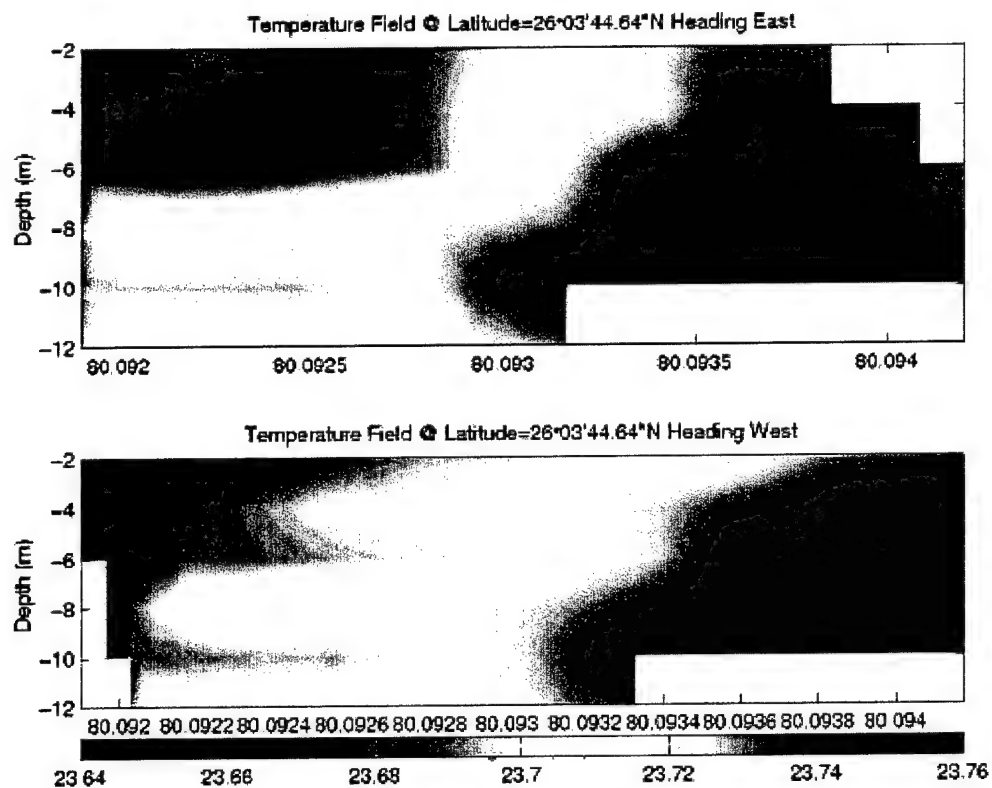 Temperature Field @ Latitude=26°03'44.64"N Heading East
-2
-4
-6
-8
-10
-12
Depth (m)
80.092 80.0925 80.093 80.0935 80.094
Temperature Field @ Latitude=26°03'44.64"N Heading West
-2
-4
-6
-8
-10
-12
Depth (m)
80.092 80.0922 80.0924 80.0926 80.0928 80.093 80.0932 80.0934 80.0936 80.0938 80.094
23.64 23.66 23.68 23.7 23.72 23.74 23.76